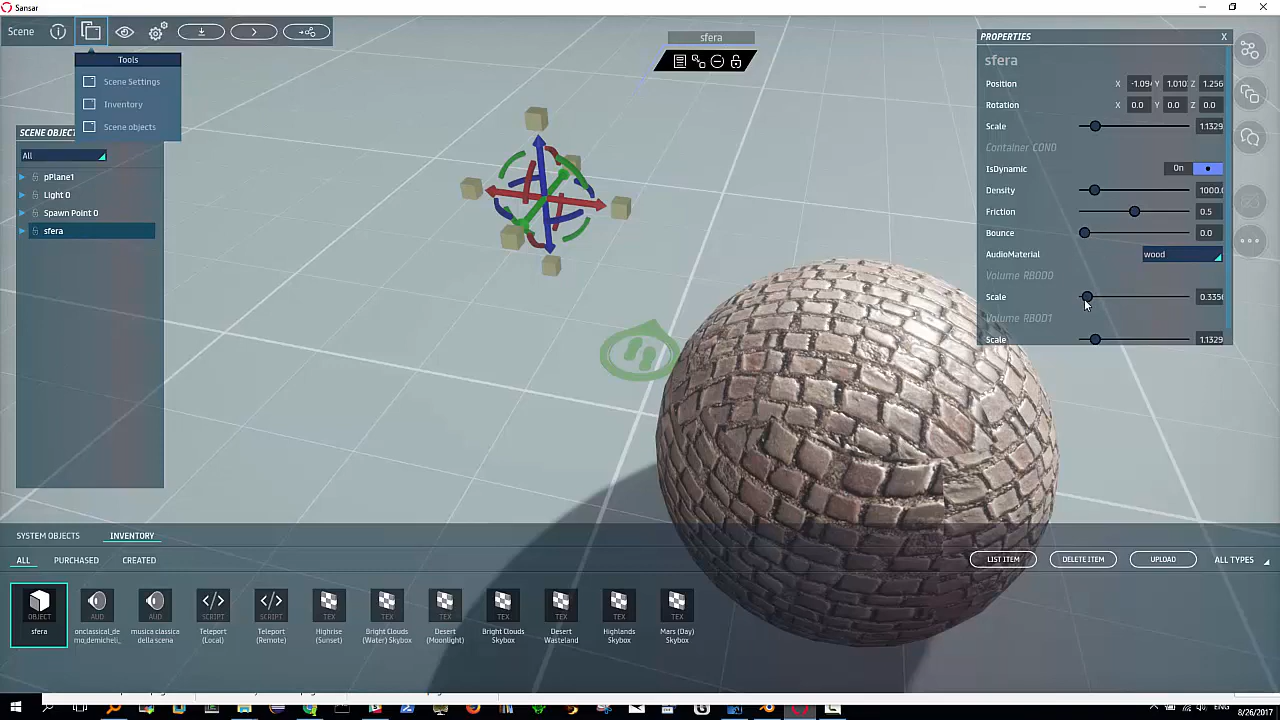 Sansar
Scene
Tools
Scene Settings
Inventory
Scene objects
SCENE OBJECT
All
pPlane1
Light 0
Spawn Point 0
sfera
sfera
PROPERTIES X
sfera
Position X -1.094 Y 1.010 Z 1.256
Rotation X 0.0 Y 0.0 Z 0.0
Scale 1.1329
Container CON0
IsDynamic On
Density 1000.
Friction 0.5
Bounce 0.0
AudioMaterial wood
Volume RBOD0
Scale 0.335
Volume RBOD1
Scale 1.1329
SYSTEM OBJECTS INVENTORY
ALL PURCHASED CREATED
LIST ITEM DELETE ITEM UPLOAD ALL TYPES
OBJECT AUD AUD SCRIPT SCRIPT TEX TEX TEX TEX TEX TEX TEX
sfera
onclassical_de
mo_demicheli...
musica classica
della scena
Teleport
(Local)
Teleport
(Remote)
Highrise
(Sunset)
Bright Clouds
(Water) Skybox
Desert
(Moonlight)
Bright Clouds
Skybox
Desert
Wasteland
Highlands
Skybox
Mars (Day)
Skybox
ENG
8/26/2017